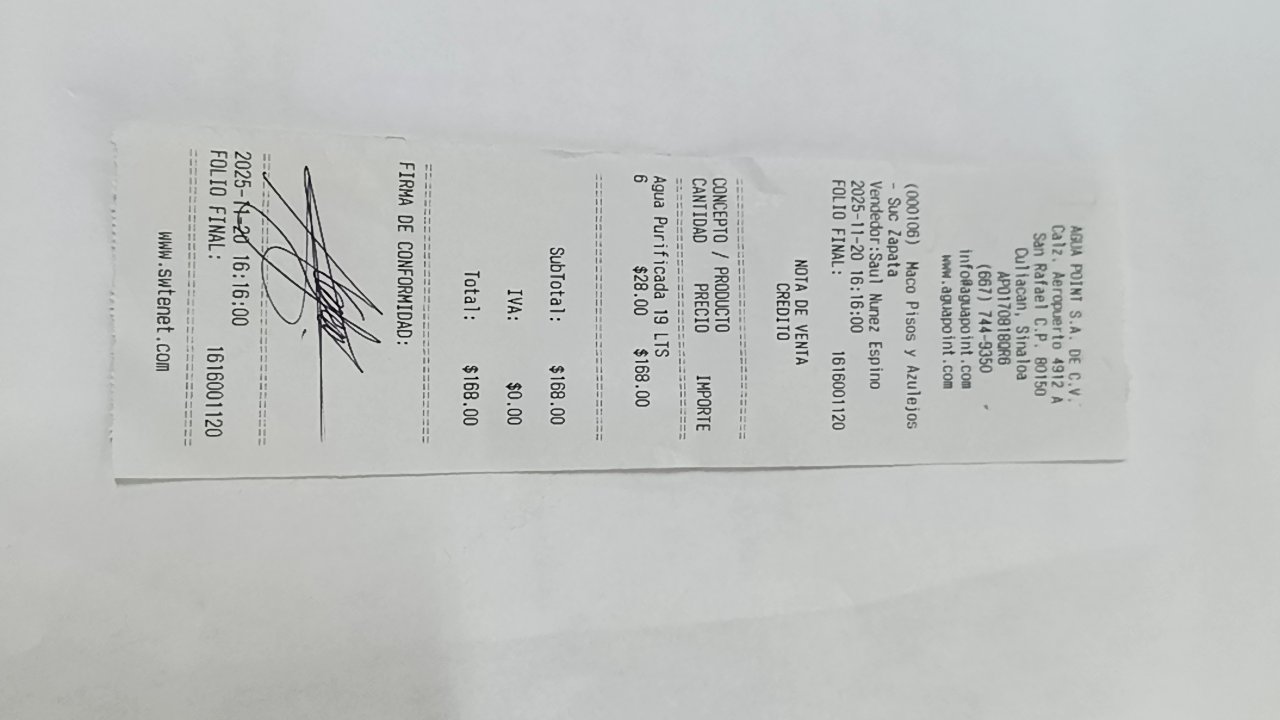 AGUA POINT S.A. DE C.V.
Calz. Aeropuerto 4912 A
San Rafael C.P. 80150
Culiacan, Sinaloa
APO170818QR6
(667) 744-9350
info@aguapoint.com
www.aguapoint.com
(000106) Maco Pisos y Azulejos
- Suc Zapata
Vendedor:Saul Nunez Espino
2025-11-20 16:16:00
FOLIO FINAL: 1616001120
NOTA DE VENTA
CREDITO
CONCEPTO / PRODUCTO
CANTIDAD PRECIO IMPORTE
Agua Purificada 19 LTS
6 $28.00 $168.00
SubTotal: $168.00
IVA: $0.00
Total: $168.00
FIRMA DE CONFORMIDAD:
2025-11-20 16:16:00
FOLIO FINAL: 1616001120
www.swtenet.com